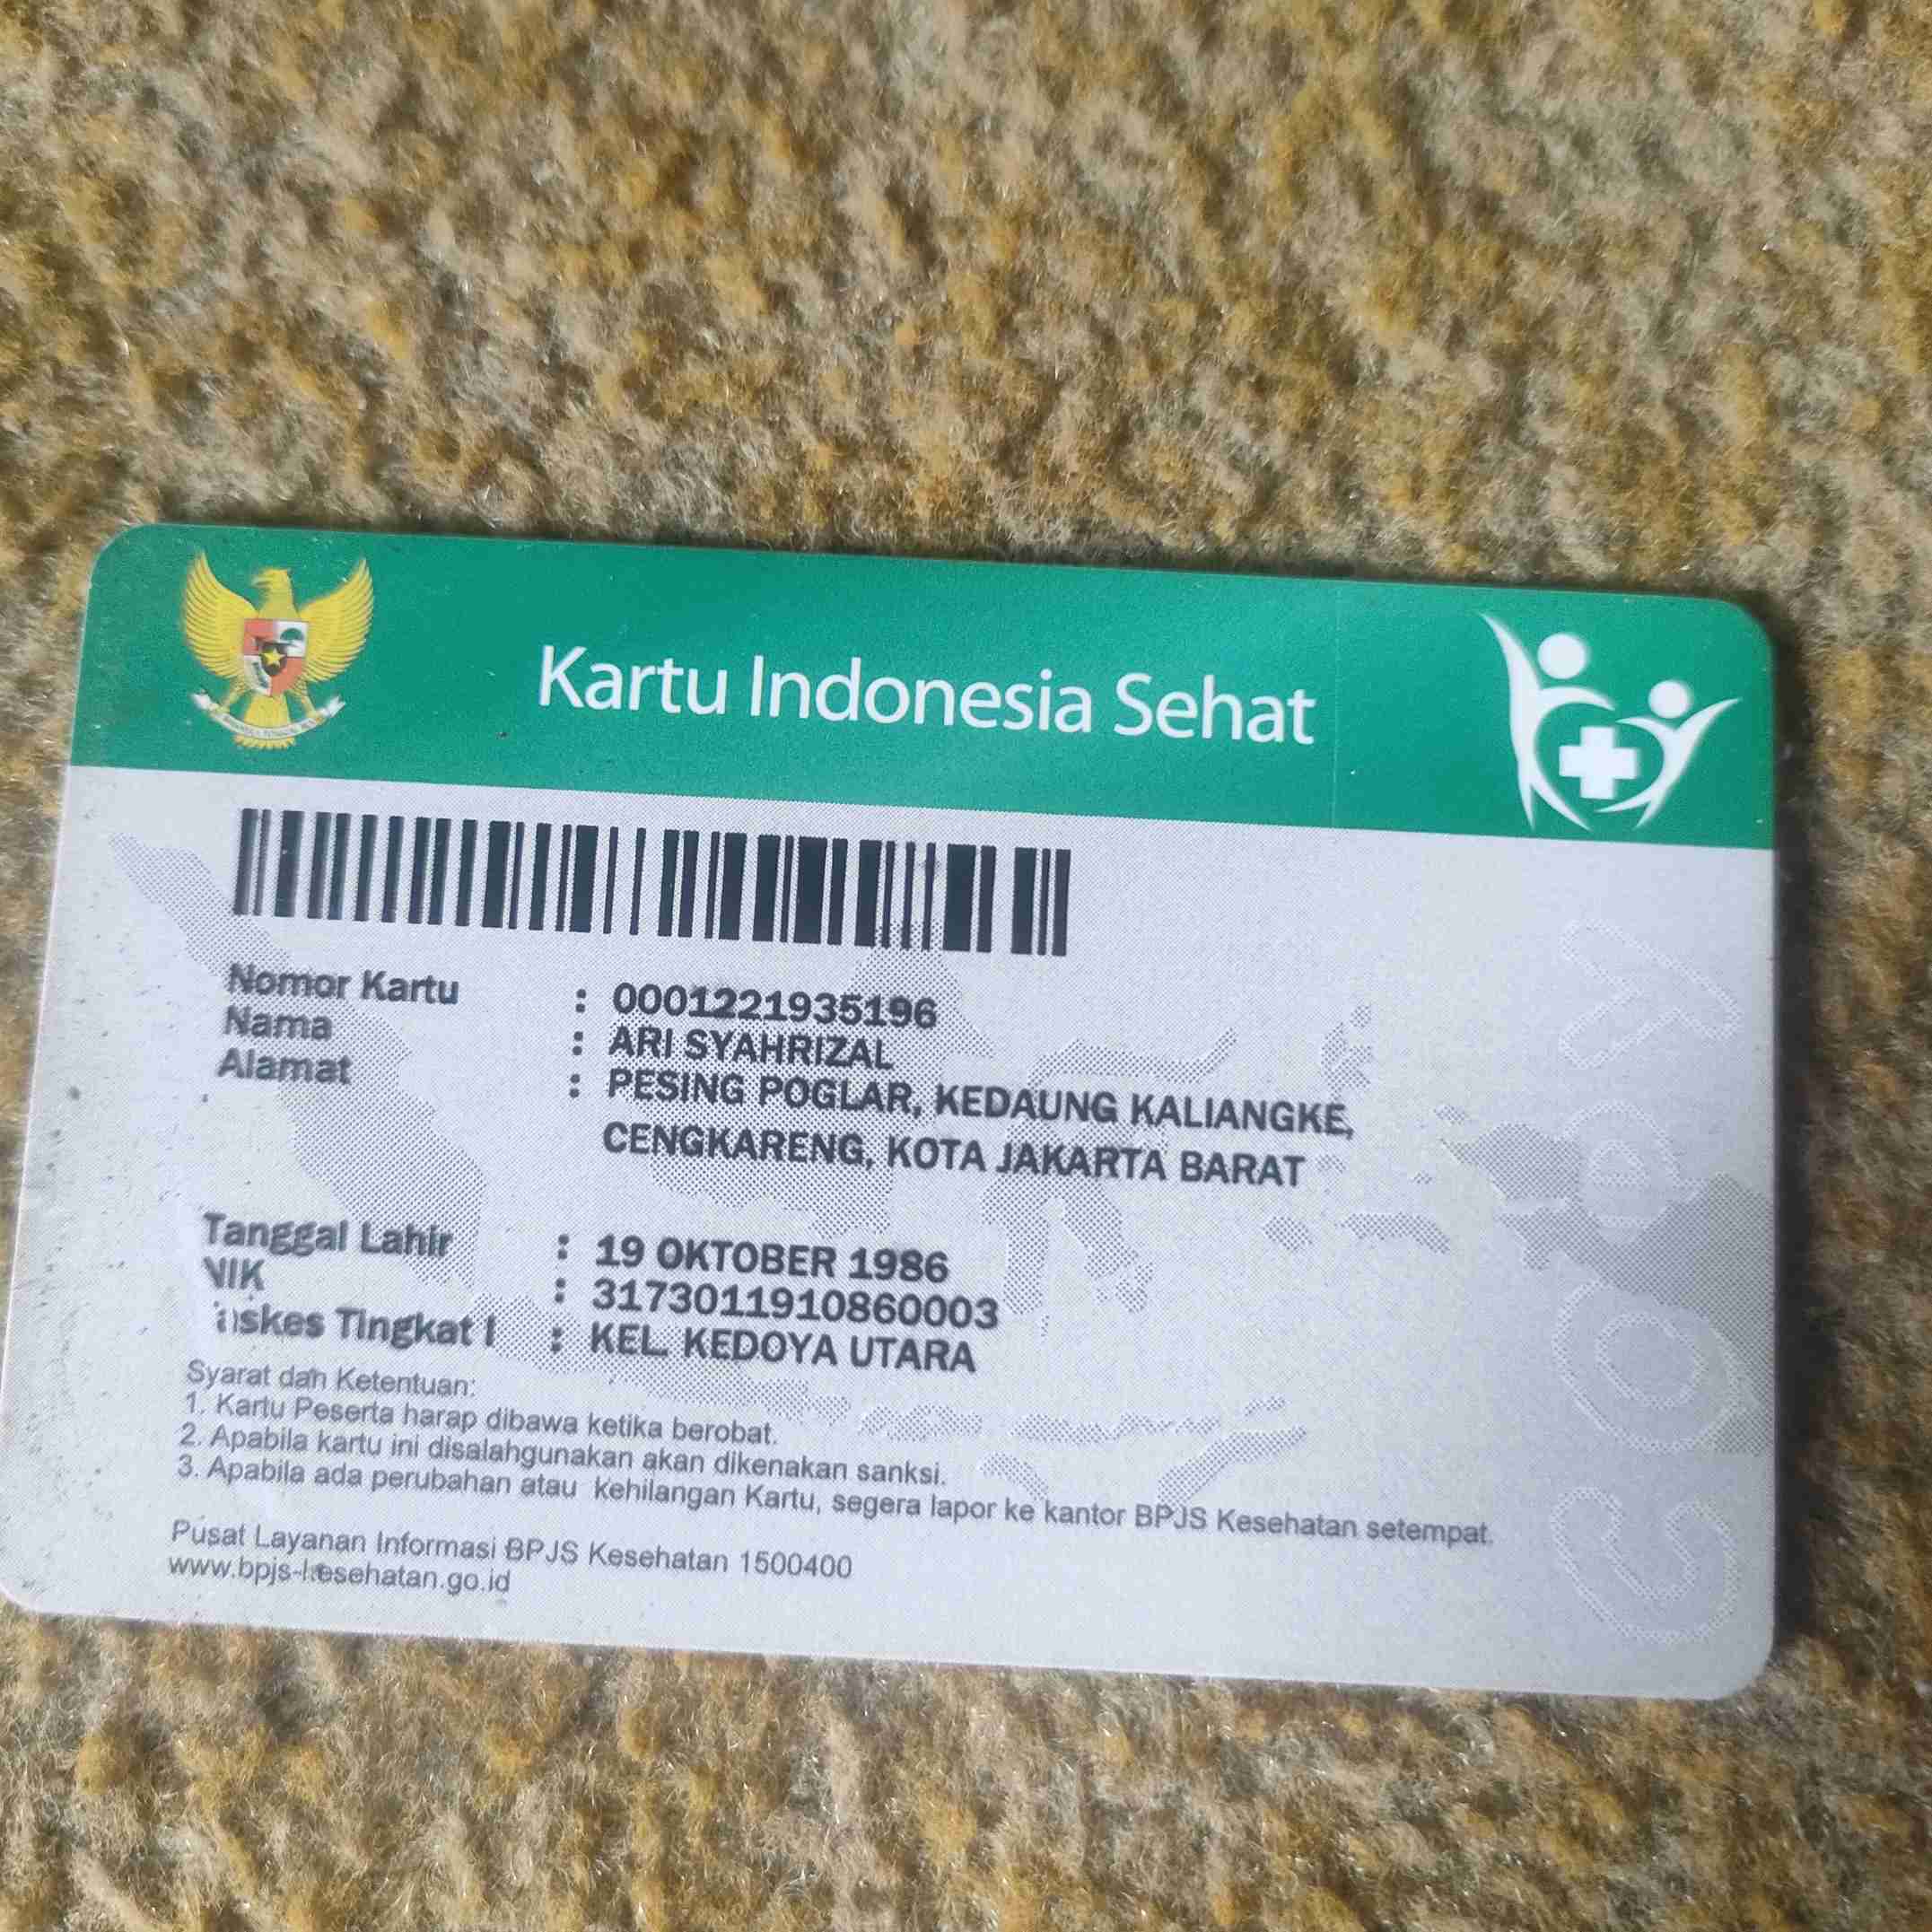 Kartu Indonesia Sehat
Nomor Kartu : 0001221935196
Nama : ARI SYAHRIZAL
Alamat : PESING POGLAR, KEDAUNG KALIANGKE,
CENGKARENG, KOTA JAKARTA BARAT
Tanggal Lahir : 19 OKTOBER 1986
NIK : 3173011910860003
Faskes Tingkat I : KEL. KEDOYA UTARA
Syarat dan Ketentuan:
1. Kartu Peserta harap dibawa ketika berobat.
2. Apabila kartu ini disalahgunakan akan dikenakan sanksi.
3. Apabila ada perubahan atau kehilangan Kartu, segera lapor ke kantor BPJS Kesehatan setempat.
Pusat Layanan Informasi BPJS Kesehatan 1500400
www.bpjs-kesehatan.go.id